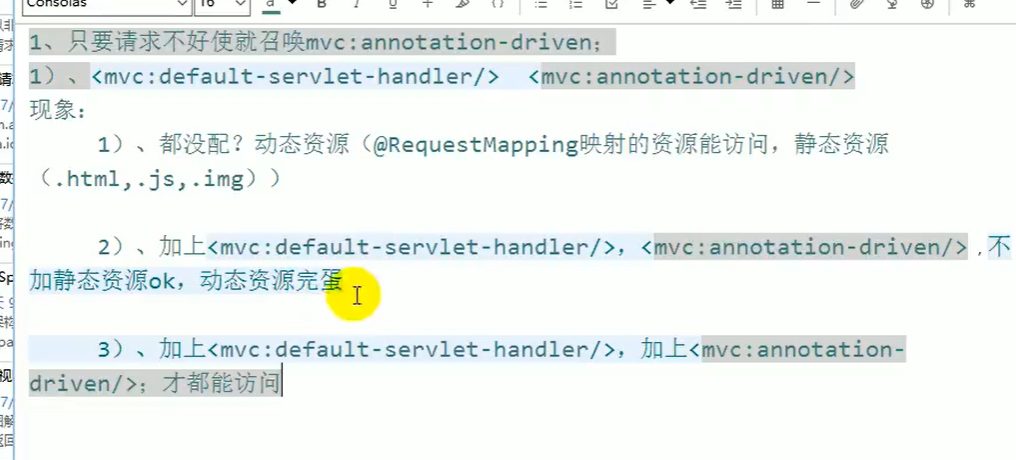 Consolas 16 a B I U
1、只要请求不好使就召唤mvc:annotation-driven；
1）、<mvc:default-servlet-handler/> <mvc:annotation-driven/>
现象：
1）、都没配？动态资源（@RequestMapping映射的资源能访问，静态资源
（.html,.js,.img））
2）、加上<mvc:default-servlet-handler/>，<mvc:annotation-driven/>,不
加静态资源ok，动态资源完蛋
3）、加上<mvc:default-servlet-handler/>，加上<mvc:annotation-
driven/>；才都能访问